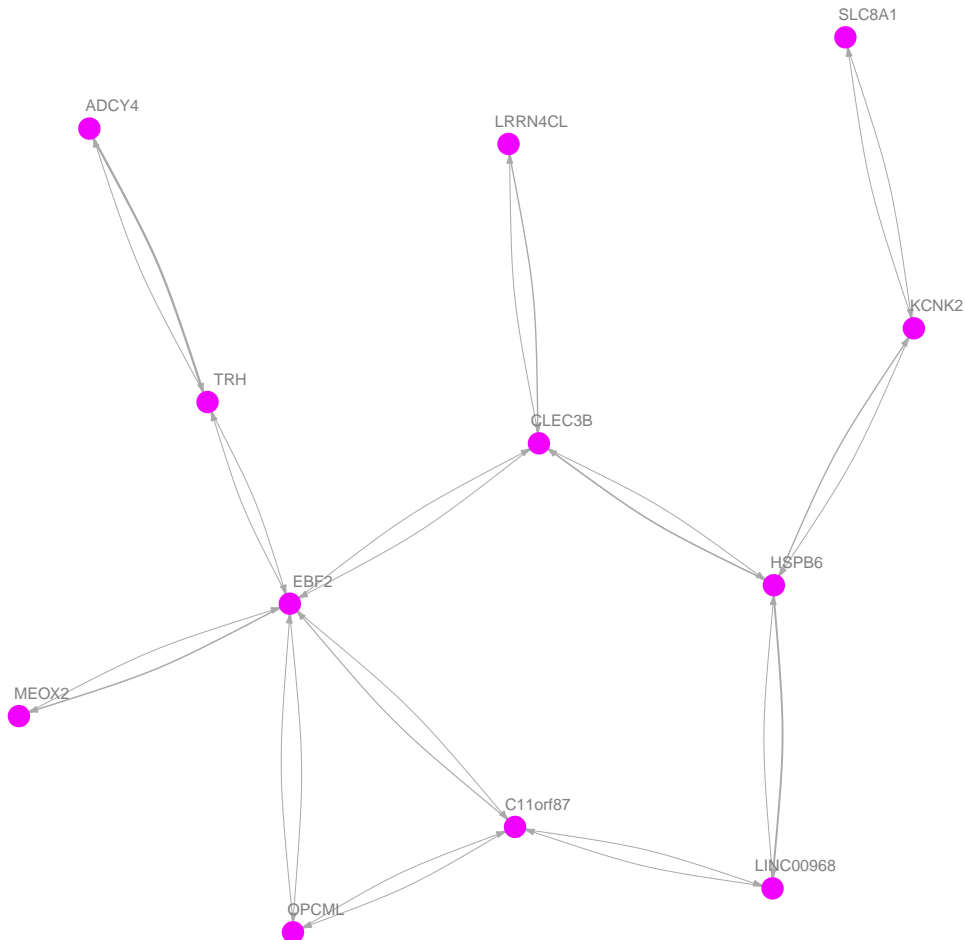 SLC8A1
ADCY4
LRRN4CL
KCNK2
TRH
CLEC3B
HSPB6
EBF2
MEOX2
C11orf87
LINC00968
OPCML